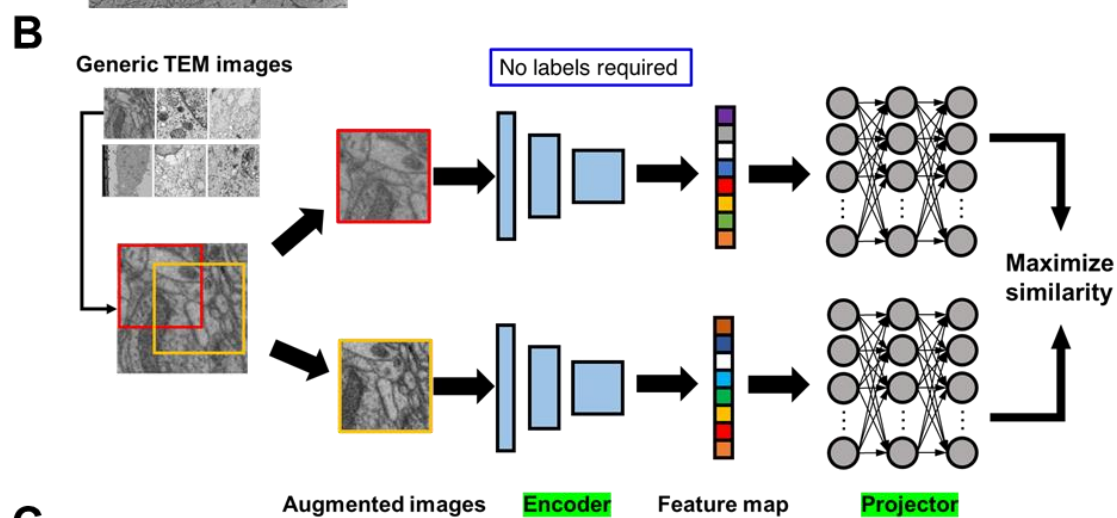 B
Generic TEM images
No labels required
Maximize
similarity
Augmented images
Encoder
Feature map
Projector